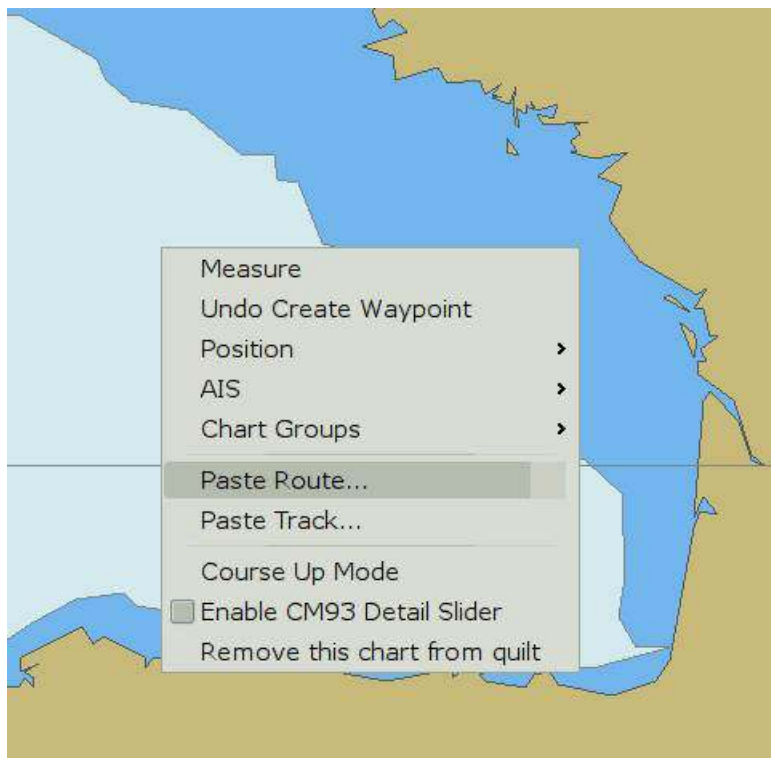 Measure
Undo Create Waypoint
Position
AIS
Chart Groups
Paste Route...
Paste Track...
Course Up Mode
Enable CM93 Detail Slider
Remove this chart from quilt